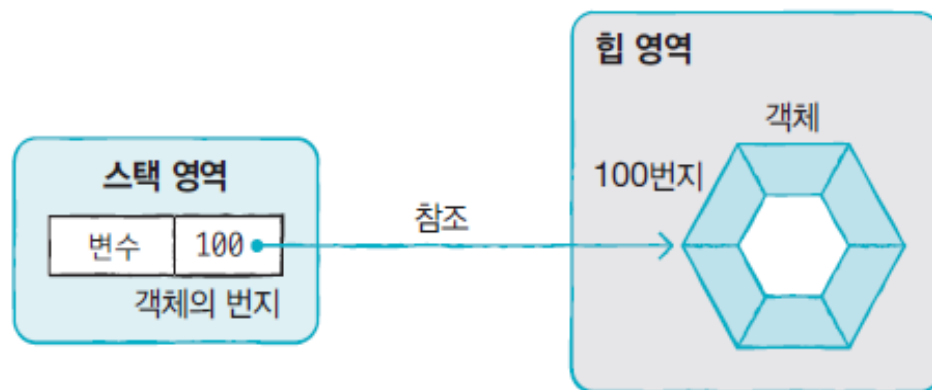 힙 영역
객체
100번지
스택 영역
변수 100
객체의 번지
참조